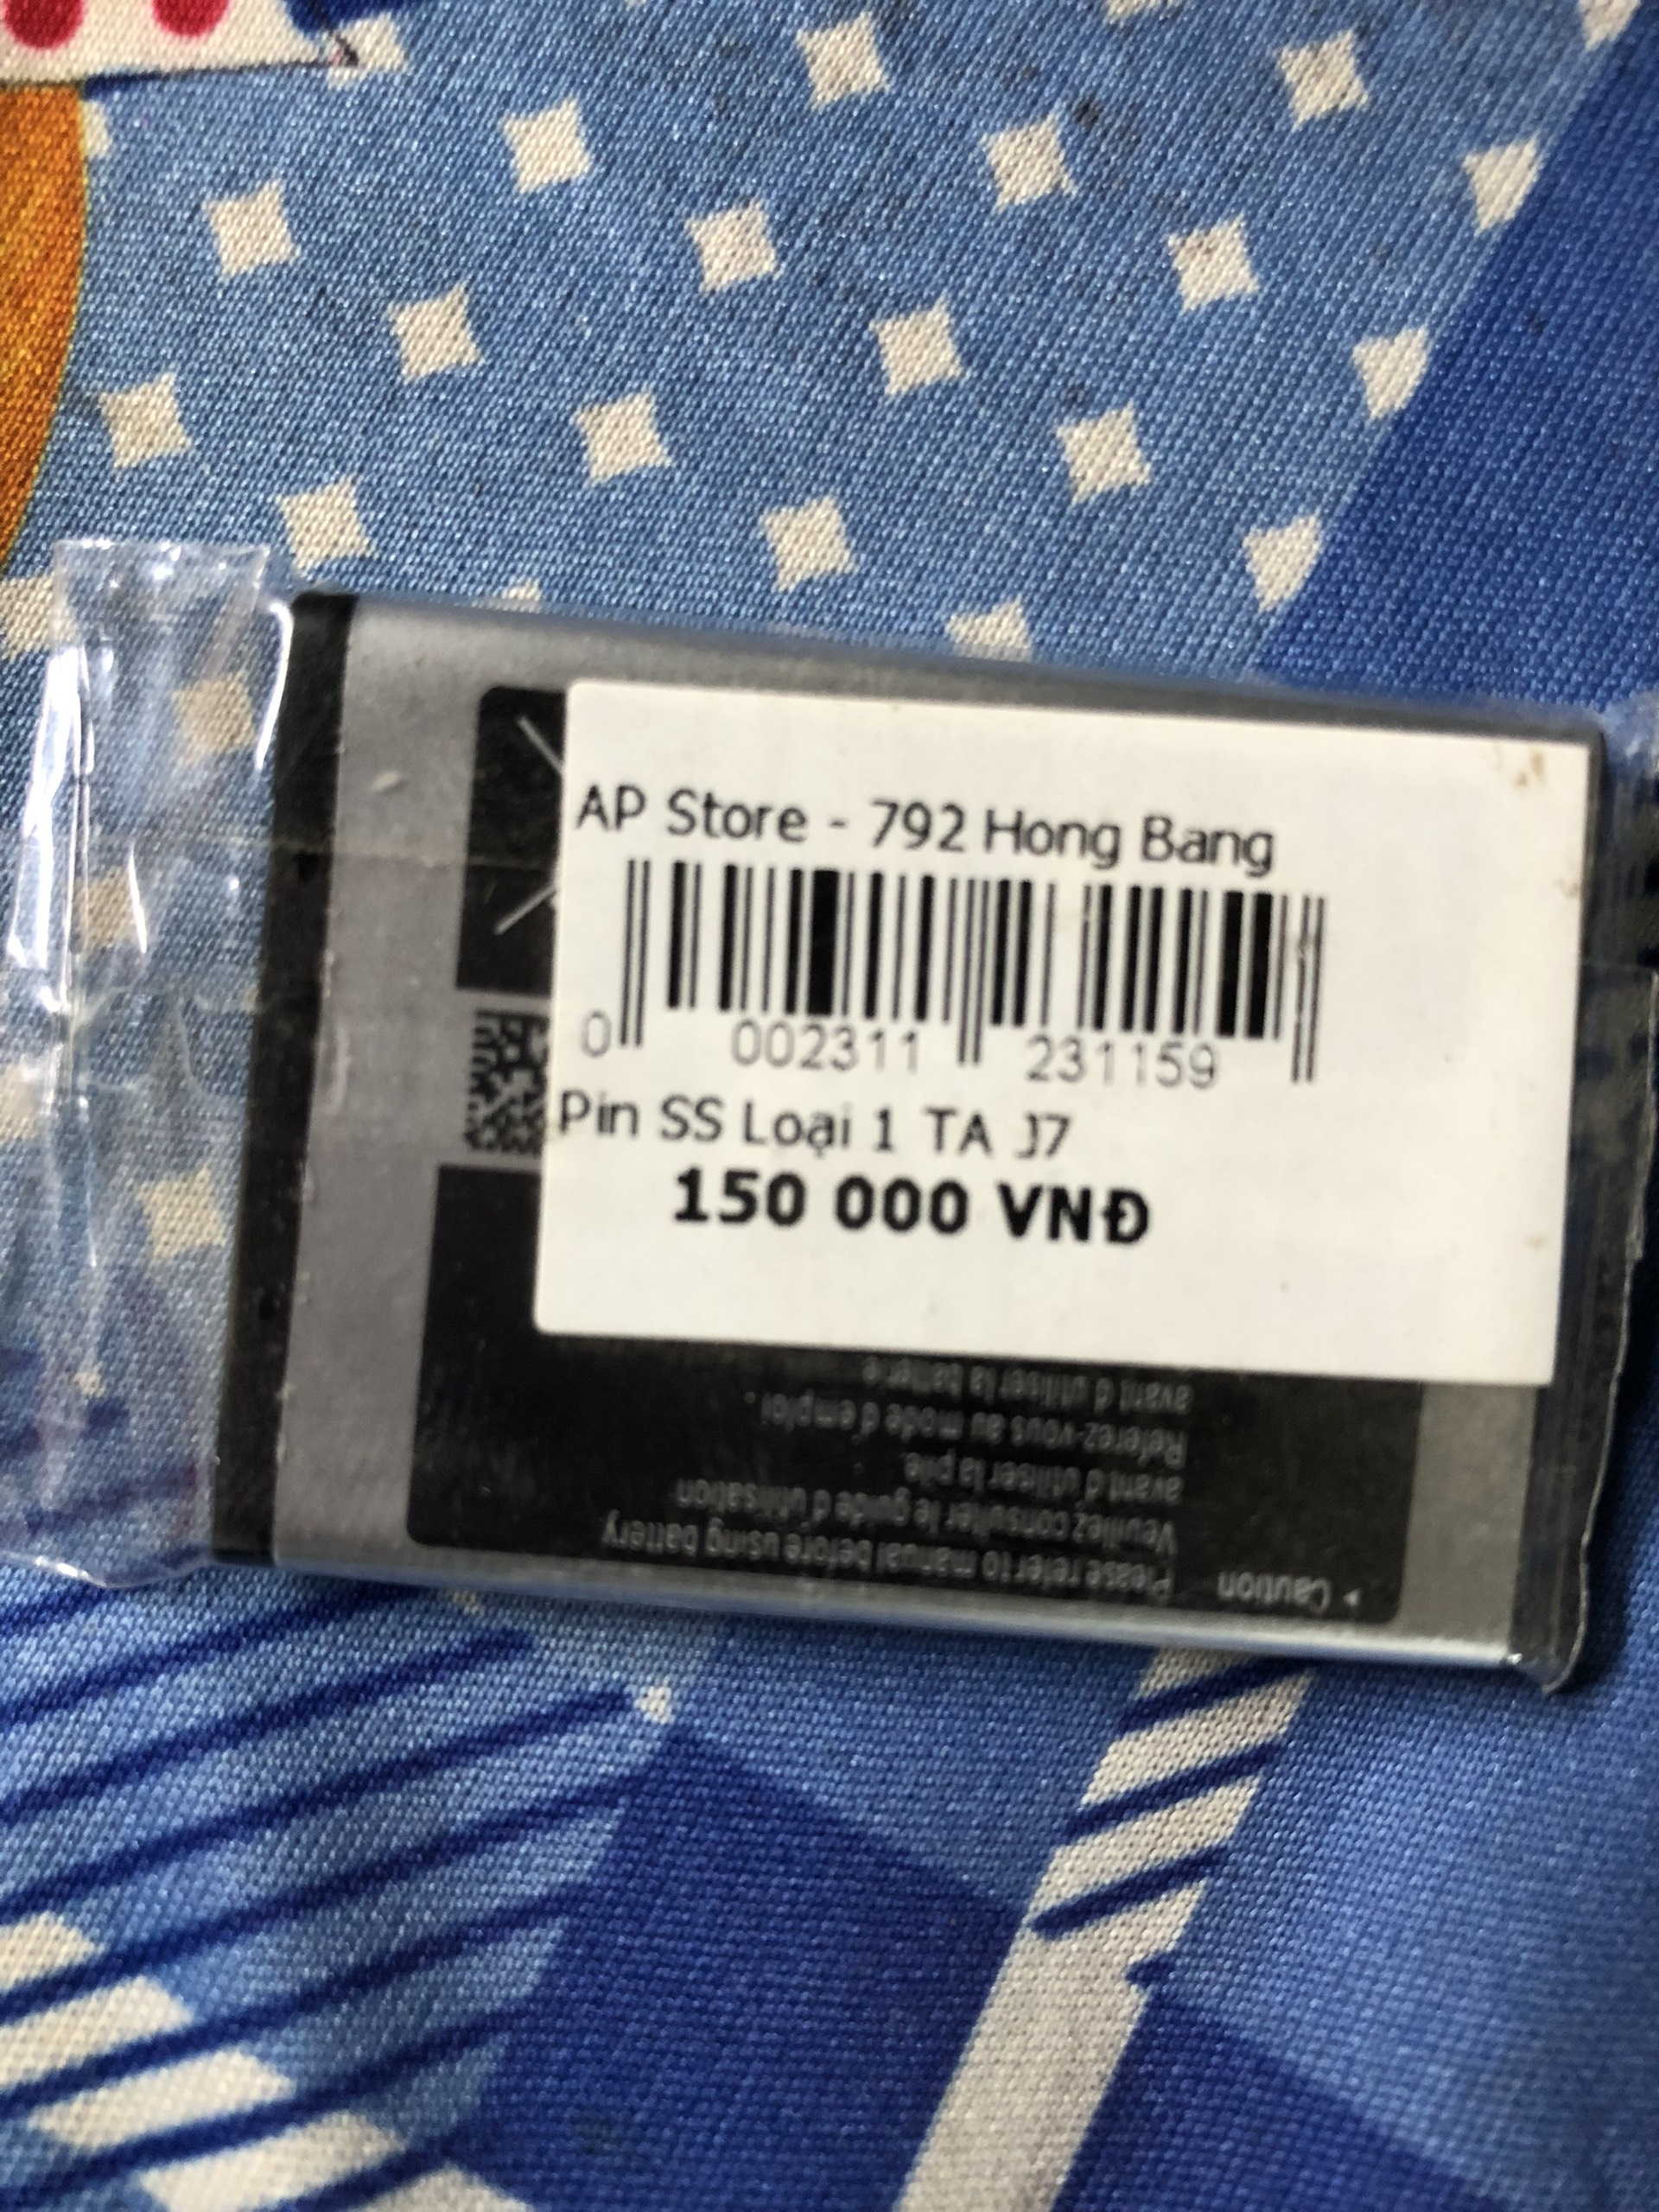 AP Store - 792 Hong Bang
0 002311 231159
Pin SS Loại 1 TA J7
150 000 VNĐ
▸ Caution
Please refer to manual before using battery
Veuillez consulter le guide d'utilisation
avant d'utiliser la pile.
Referez-vous au mode d'emploi.
avant d'utiliser la batterie.